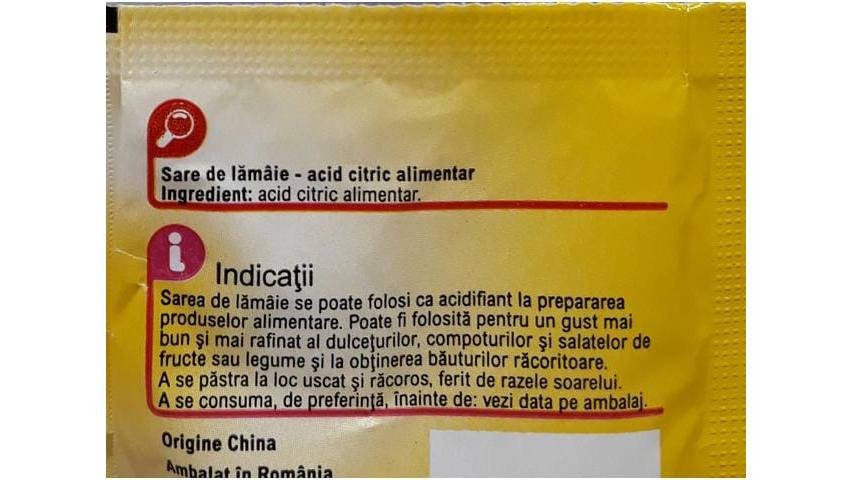 Sare de lămâie - acid citric alimentar
Ingredient: acid citric alimentar.
Indicaţii
Sarea de lămâie se poate folosi ca acidifiant la prepararea
produselor alimentare. Poate fi folosită pentru un gust mai
bun şi mai rafinat al dulceţurilor, compoturilor şi salatelor de
fructe sau legume şi la obţinerea băuturilor răcoritoare.
A se păstra la loc uscat şi răcoros, ferit de razele soarelui.
A se consuma, de preferinţă, înainte de: vezi data pe ambalaj.
Origine China
Ambalat în România